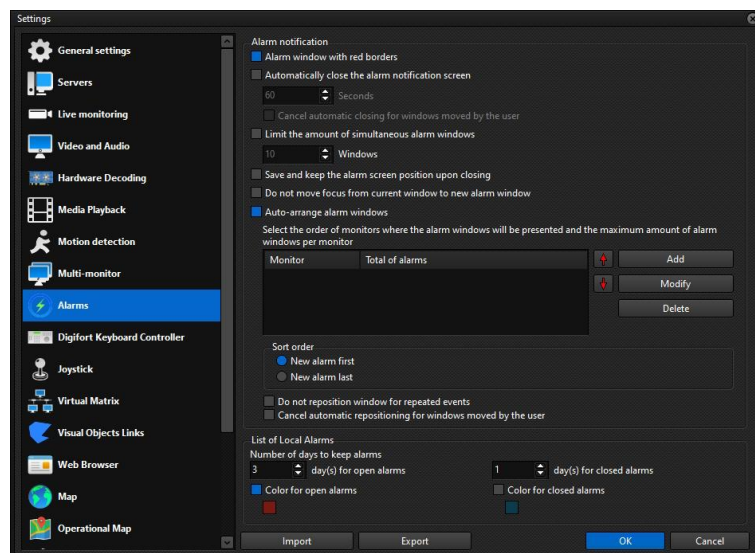 Settings
General settings
Servers
Live monitoring
Video and Audio
Hardware Decoding
Media Playback
Motion detection
Multi-monitor
Alarms
Digifort Keyboard Controller
Joystick
Virtual Matrix
Visual Objects Links
Web Browser
Map
Operational Map
Alarm notification
Alarm window with red borders
Automatically close the alarm notification screen
60 Seconds
Cancel automatic closing for windows moved by the user
Limit the amount of simultaneous alarm windows
10 Windows
Save and keep the alarm screen position upon closing
Do not move focus from current window to new alarm window
Auto-arrange alarm windows
Select the order of monitors where the alarm windows will be presented and the maximum amount of alarm
windows per monitor
Monitor Total of alarms
Add
Modify
Delete
Sort order
New alarm first
New alarm last
Do not reposition window for repeated events
Cancel automatic repositioning for windows moved by the user
List of Local Alarms
Number of days to keep alarms
3 day(s) for open alarms 1 day(s) for closed alarms
Color for open alarms Color for closed alarms
Import Export OK Cancel